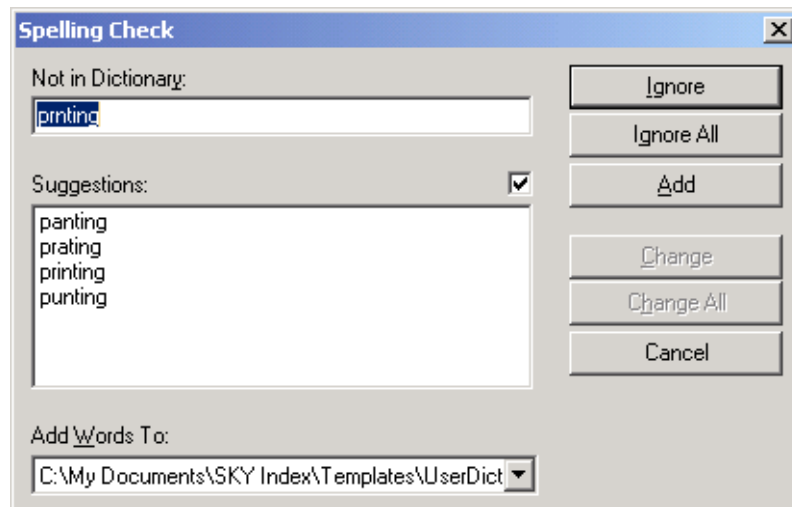 Spelling Check
Not in Dictionary:
prnting
Ignore
Ignore All
Suggestions:
Add
panting
prating
printing
punting
Change
Change All
Cancel
Add Words To:
C:\My Documents\SKY Index\Templates\UserDict